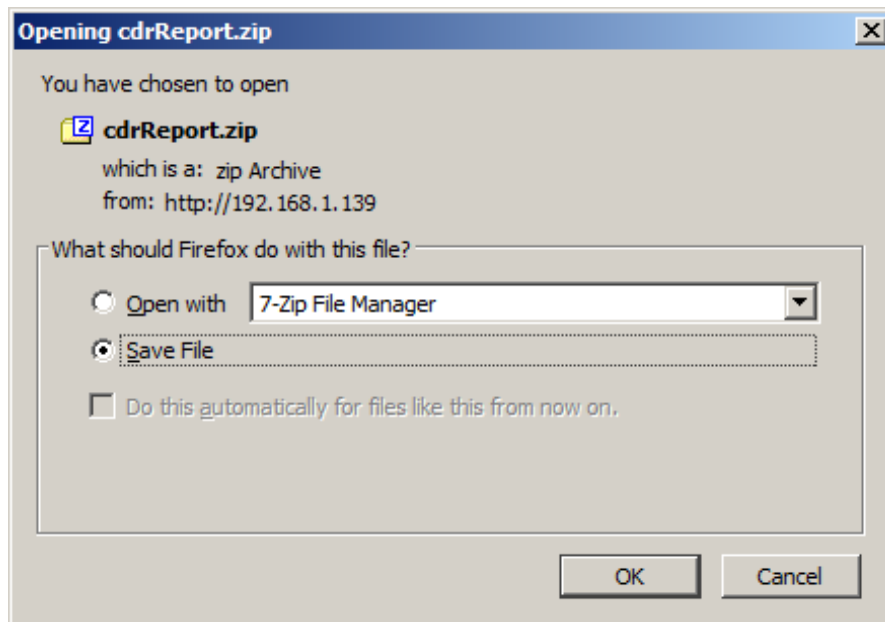 Opening cdrReport.zip
You have chosen to open
cdrReport.zip
which is a: zip Archive
from: http://192.168.1.139
What should Firefox do with this file?
Open with 7-Zip File Manager
Save File
Do this automatically for files like this from now on.
OK Cancel